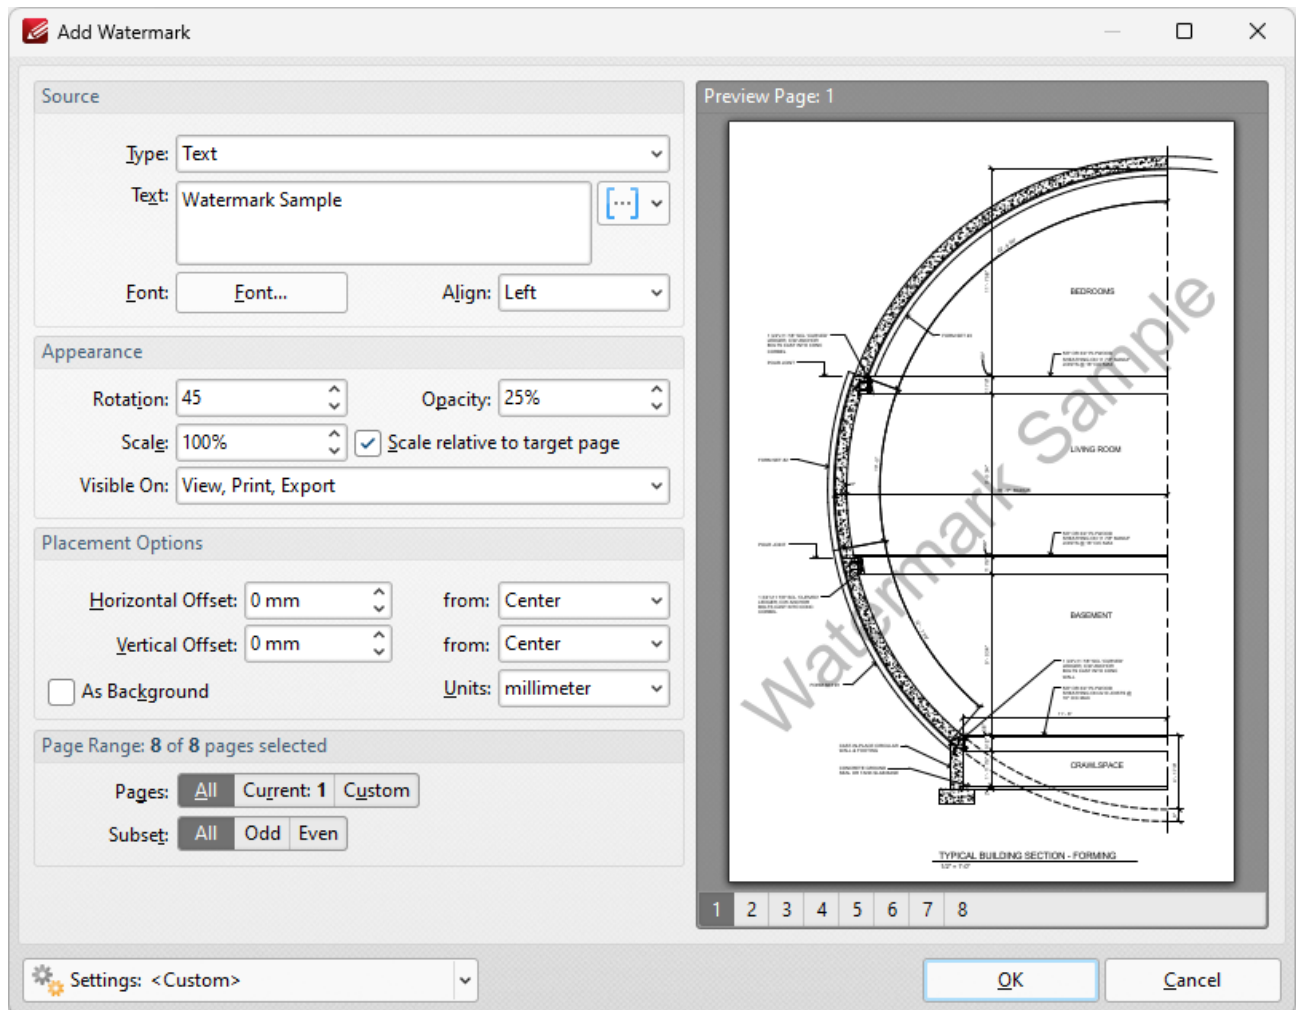 Add Watermark
Source
Type: Text
Text: Watermark Sample
Font: Font... Align: Left
Appearance
Rotation: 45 Opacity: 25%
Scale: 100% Scale relative to target page
Visible On: View, Print, Export
Placement Options
Horizontal Offset: 0 mm from: Center
Vertical Offset: 0 mm from: Center
As Background Units: millimeter
Page Range: 8 of 8 pages selected
Pages: All Current: 1 Custom
Subset: All Odd Even
Preview Page: 1
BEDROOMS
LIVING ROOM
Watermark Sample
BASEMENT
CRAWLSPACE
TYPICAL BUILDING SECTION - FORMING
1/2" = 1'-0"
1 2 3 4 5 6 7 8
Settings: <Custom>
OK Cancel